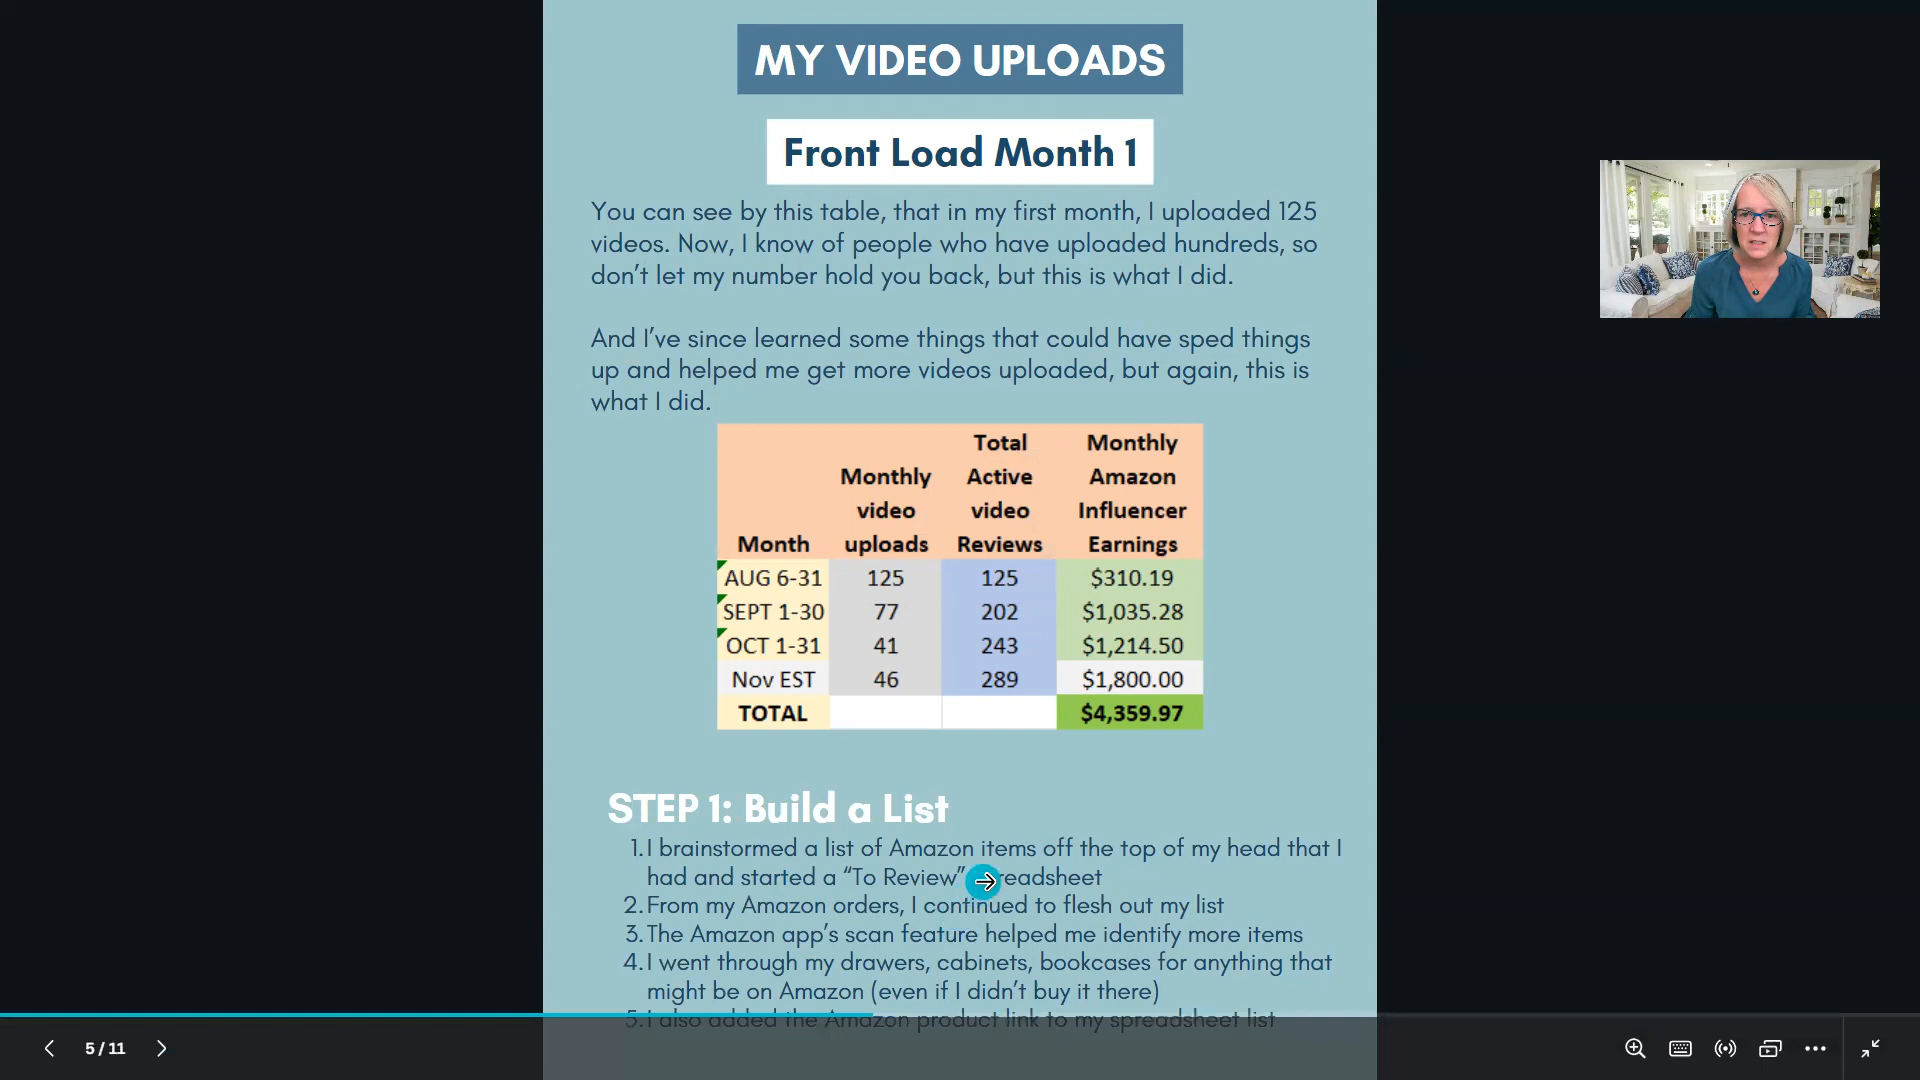 MY VIDEO UPLOADS
Front Load Month 1
You can see by this table, that in my first month, I uploaded 125
videos. Now, I know of people who have uploaded hundreds, so
don't let my number hold you back, but this is what I did.
And I've since learned some things that could have sped things
up and helped me get more videos uploaded, but again, this is
what I did.
Month Monthly video uploads Total Active video Reviews Monthly Amazon Influencer Earnings
AUG 6-31 125 125 $310.19
SEPT 1-30 77 202 $1,035.28
OCT 1-31 41 243 $1,214.50
Nov EST 46 289 $1,800.00
TOTAL $4,359.97
STEP 1: Build a List
1. I brainstormed a list of Amazon items off the top of my head that I
had and started a “To Review” spreadsheet
2. From my Amazon orders, I continued to flesh out my list
3. The Amazon app's scan feature helped me identify more items
4. I went through my drawers, cabinets, bookcases for anything that
might be on Amazon (even if I didn't buy it there)
5. I also added the Amazon product link to my spreadsheet list
5 / 11